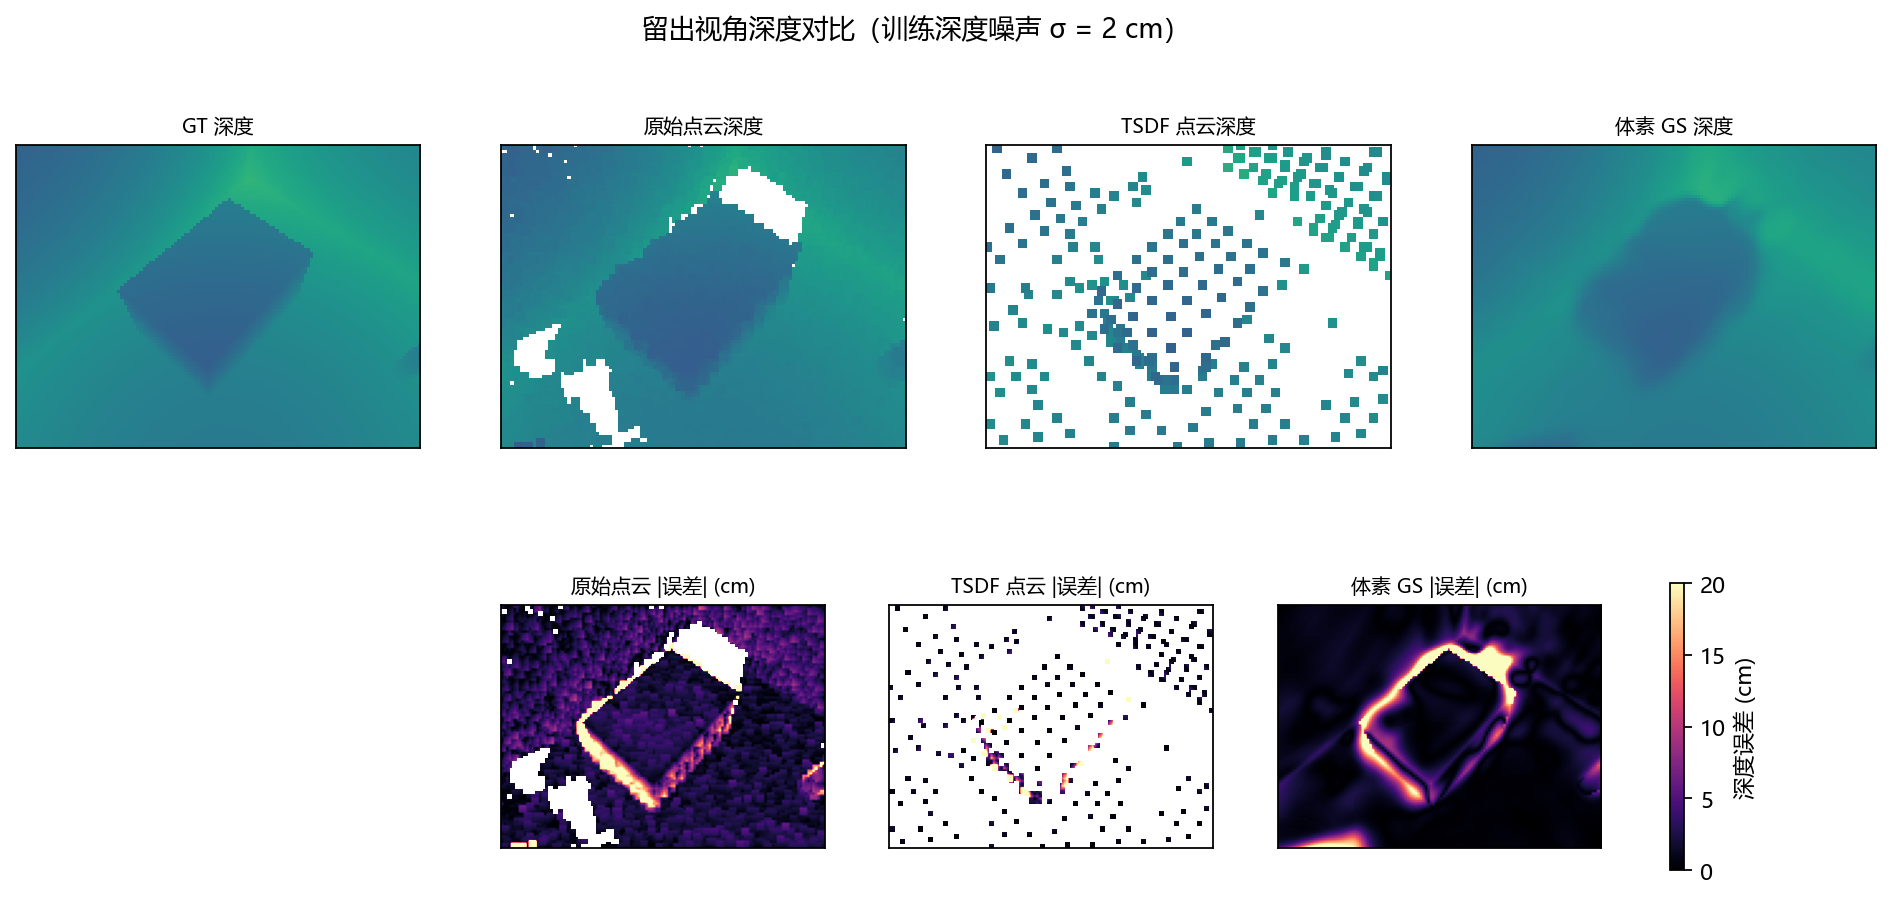 留出视角深度对比（训练深度噪声 σ = 2 cm）
GT 深度
原始点云深度
TSDF 点云深度
体素 GS 深度
原始点云 |误差| (cm)
TSDF 点云 |误差| (cm)
体素 GS |误差| (cm)
20
15
10
5
0
深度误差 (cm)